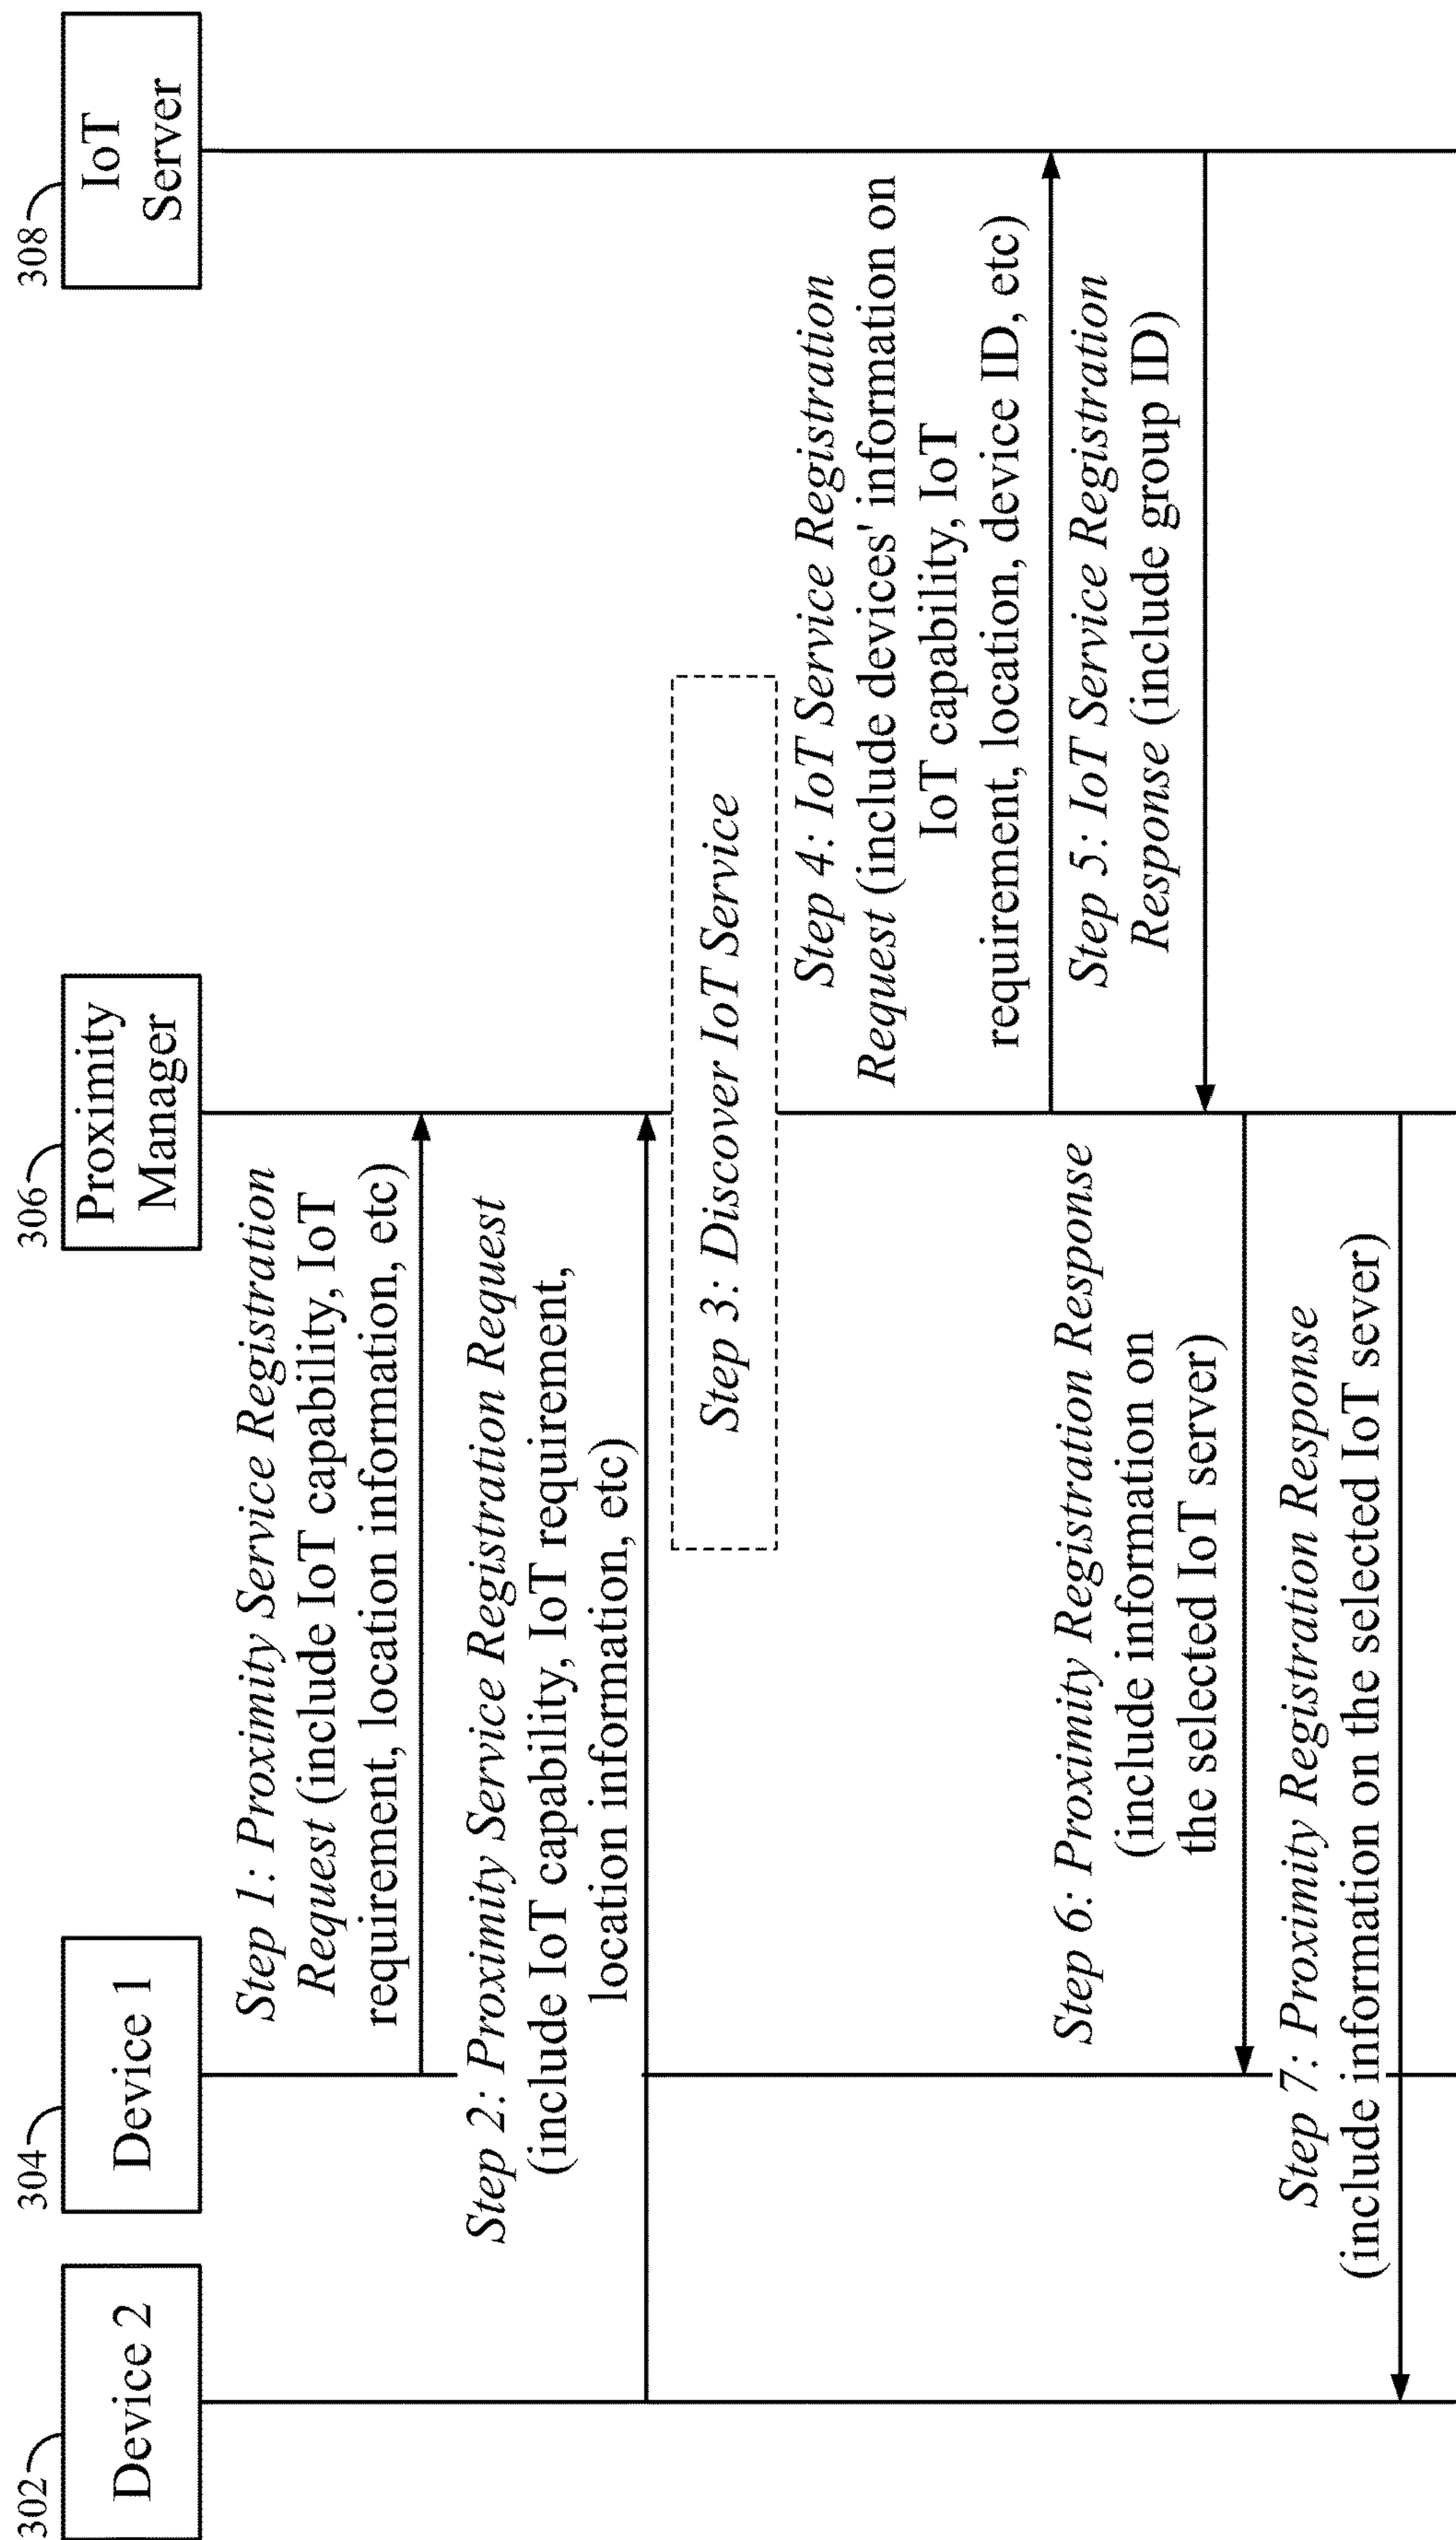 302
Device 2
304
Device 1
306
Proximity
Manager
308
IoT
Server
Step 1: Proximity Service Registration
Request (include IoT capability, IoT
requirement, location information, etc)
Step 2: Proximity Service Registration Request
(include IoT capability, IoT requirement,
location information, etc)
Step 3: Discover IoT Service
Step 4: IoT Service Registration
Request (include devices' information on
IoT capability, IoT
requirement, location, device ID, etc)
Step 5: IoT Service Registration
Response (include group ID)
Step 6: Proximity Registration Response
(include information on
the selected IoT server)
Step 7: Proximity Registration Response
(include information on the selected IoT sever)